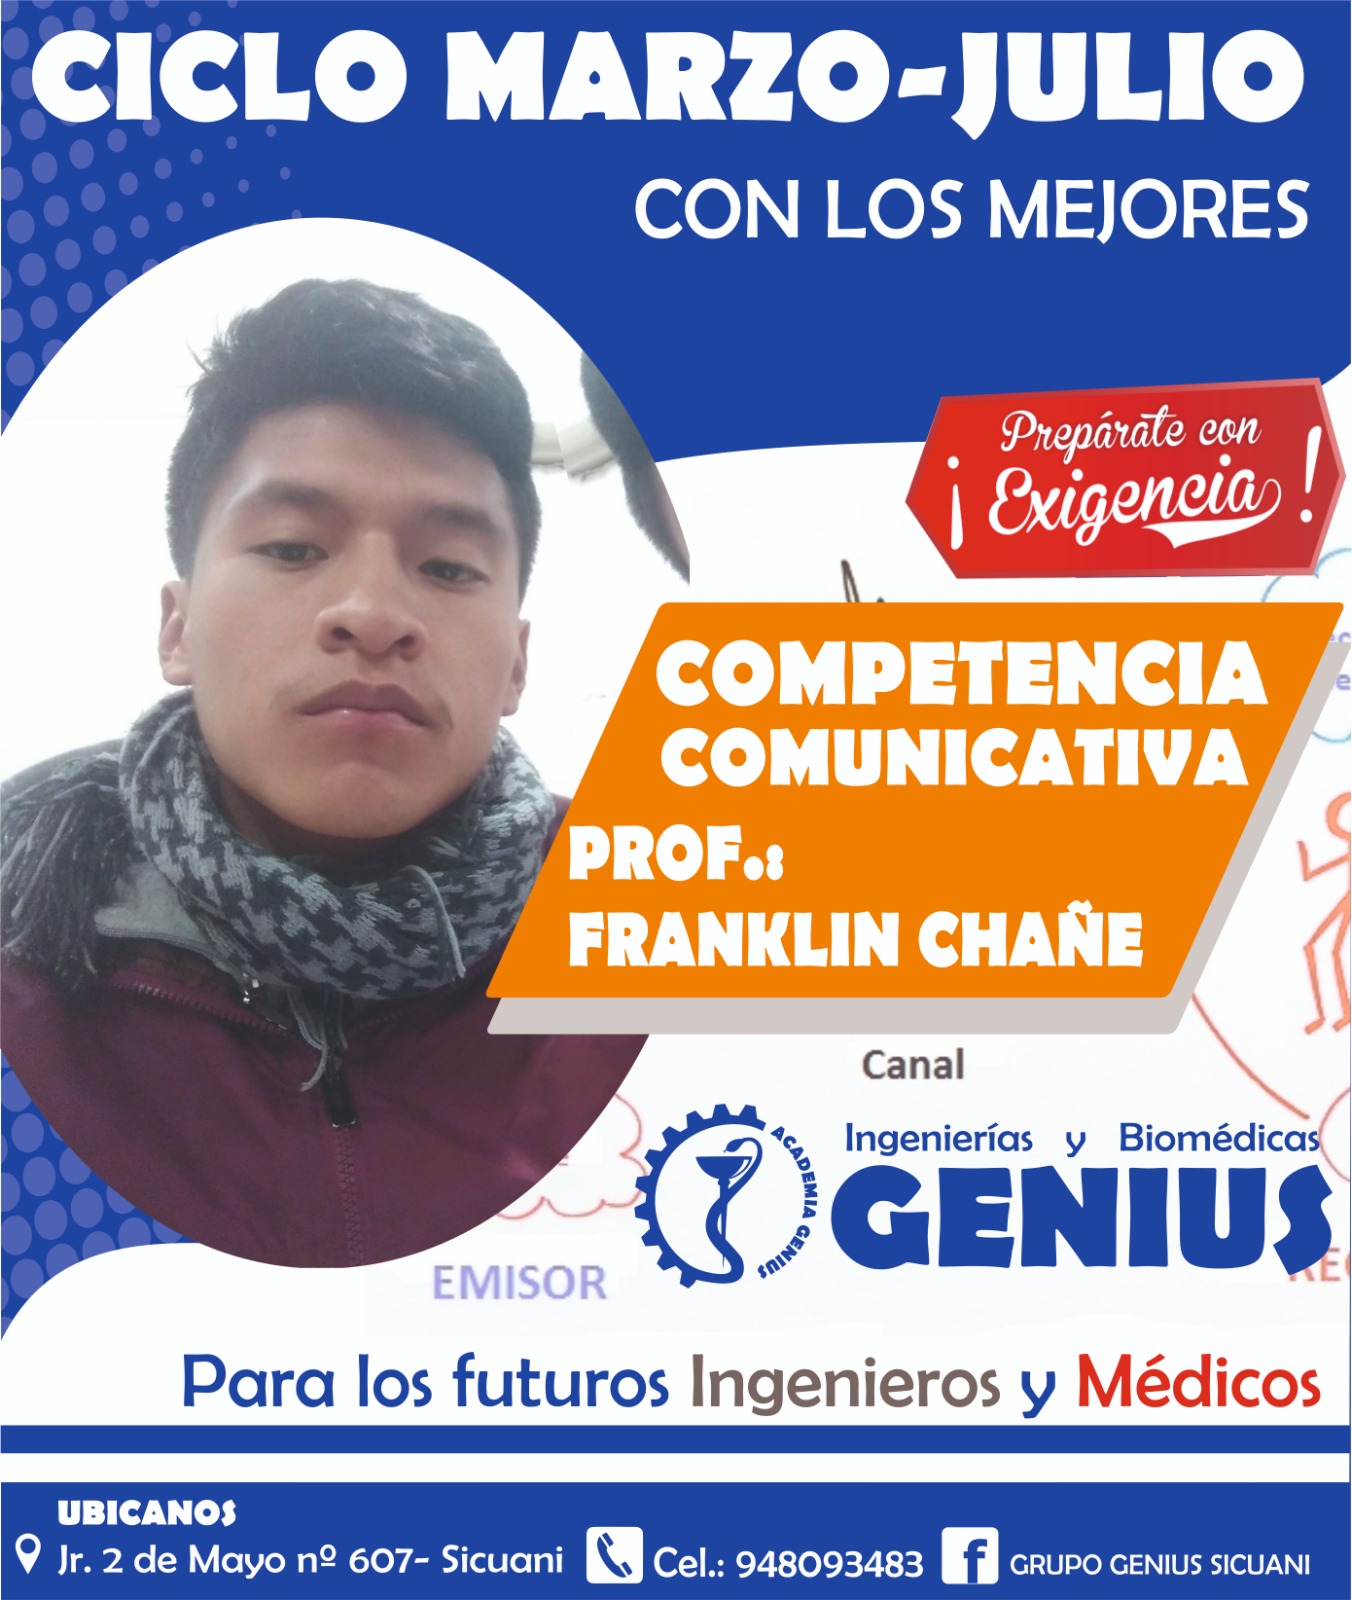 CICLO MARZO-JULIO
CON LOS MEJORES
Prepárate con
¡Exigencia!
COMPETENCIA
COMUNICATIVA
PROF.:
FRANKLIN CHAÑE
Canal
Ingenierías y Biomédicas
ACADEMIA GENIUS
GENIUS
EMISOR
Para los futuros Ingenieros y Médicos
UBICANOS
Jr. 2 de Mayo nº 607- Sicuani
Cel.: 948093483
GRUPO GENIUS SICUANI